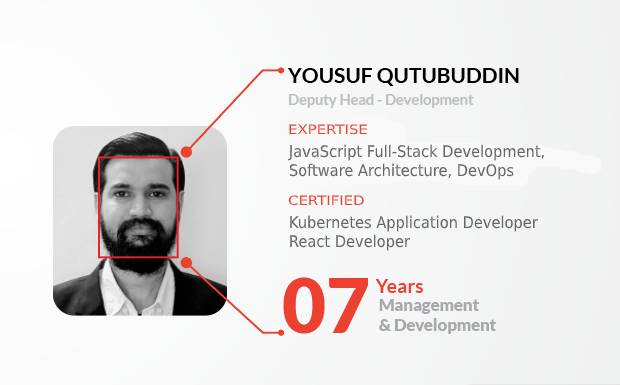 YOUSUF QUTUBUDDIN
Deputy Head - Development
EXPERTISE
JavaScript Full-Stack Development,
Software Architecture, DevOps
CERTIFIED
Kubernetes Application Developer
React Developer
07 Years
Management
& Development